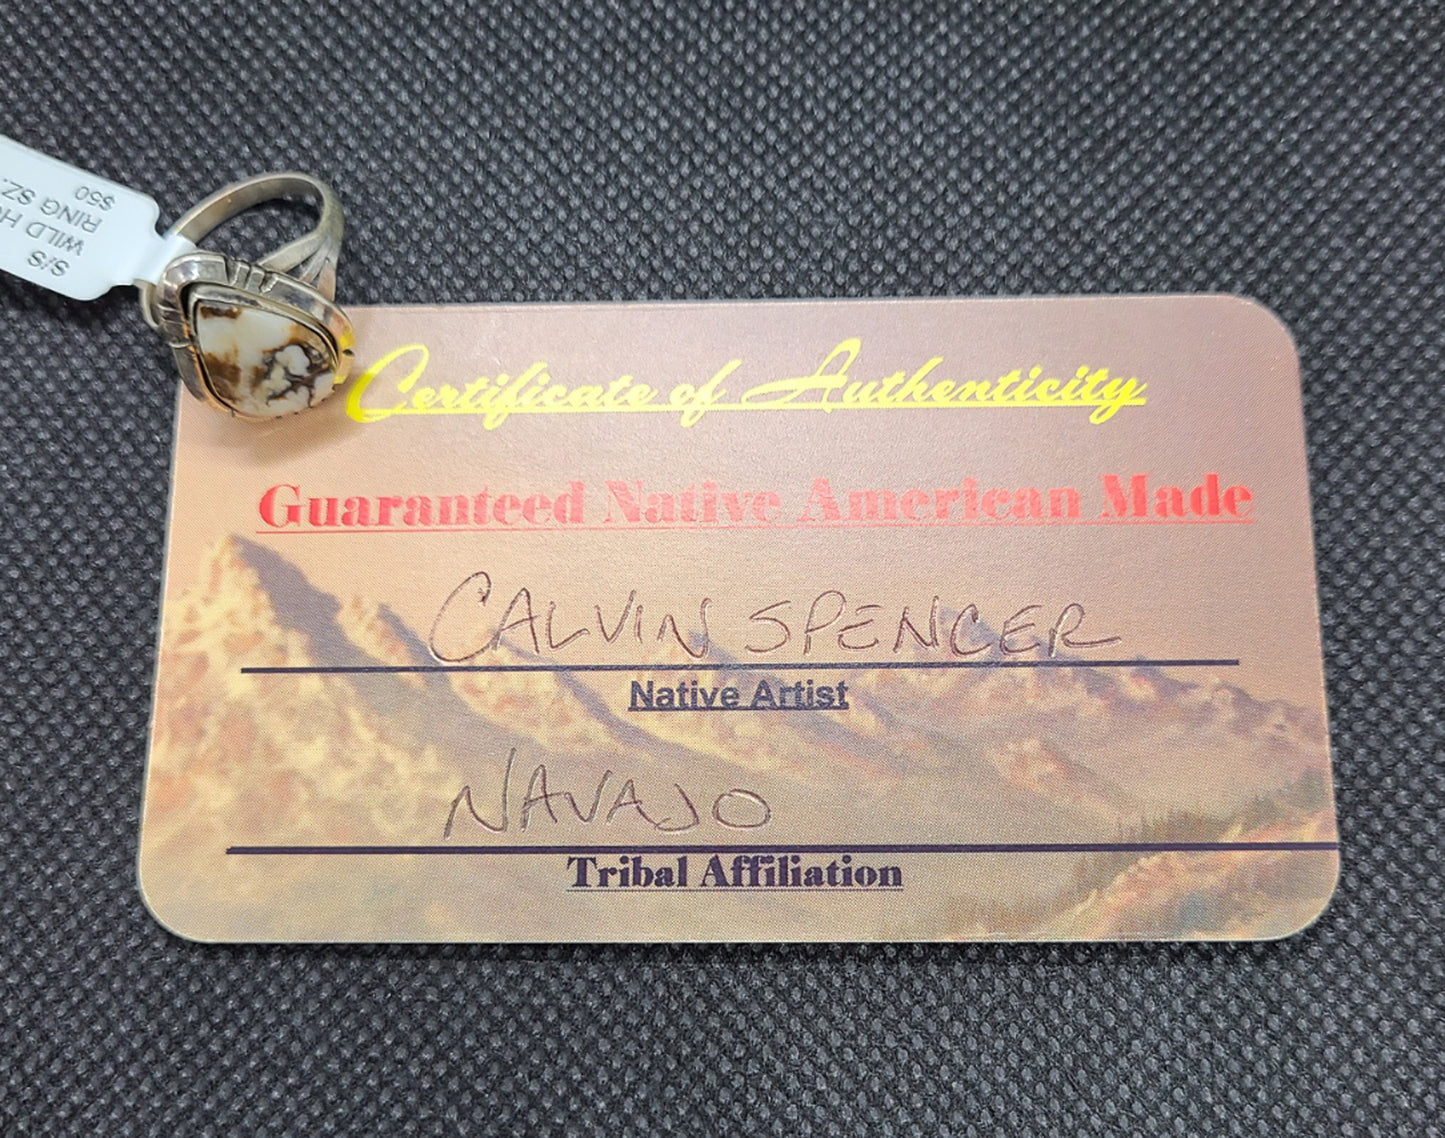 S/S
WILD
RING SZ.
$50
Certificate of Authenticity
Guaranteed Native American Made
CALVIN SPENCER
Native Artist
NAVAJO
Tribal Affiliation